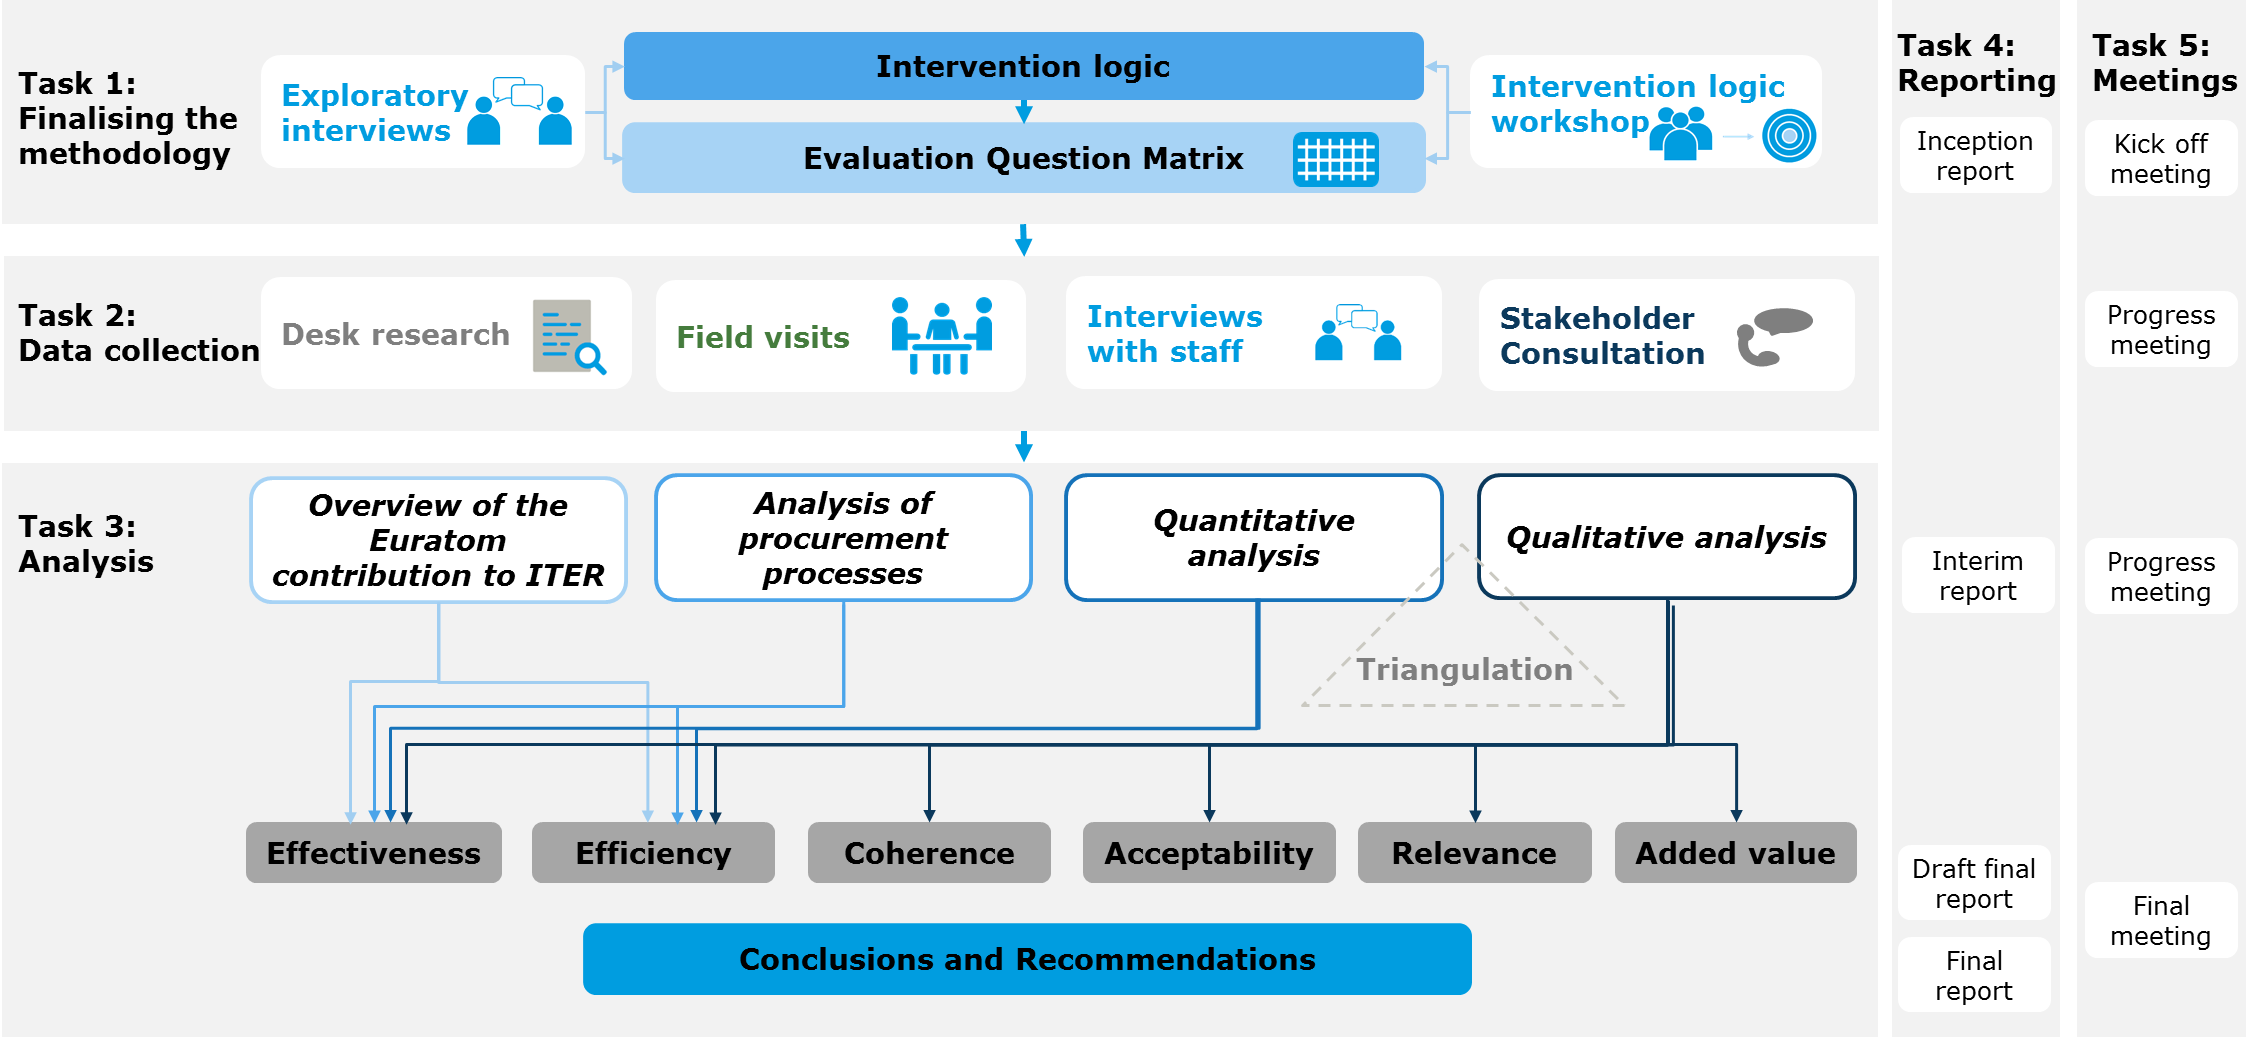 Task 1:
Finalising the
methodology
Exploratory
interviews
Intervention logic
Evaluation Question Matrix
Intervention logic
workshop
Task 2:
Data collection
Desk research
Field visits
Interviews
with staff
Stakeholder
Consultation
Task 3:
Analysis
Overview of the
Euratom
contribution to ITER
Analysis of
procurement
processes
Quantitative
analysis
Qualitative analysis
Triangulation
Effectiveness
Efficiency
Coherence
Acceptability
Relevance
Added value
Conclusions and Recommendations
Task 4:
Reporting
Inception
report
Interim
report
Draft final
report
Final
report
Task 5:
Meetings
Kick off
meeting
Progress
meeting
Progress
meeting
Final
meeting